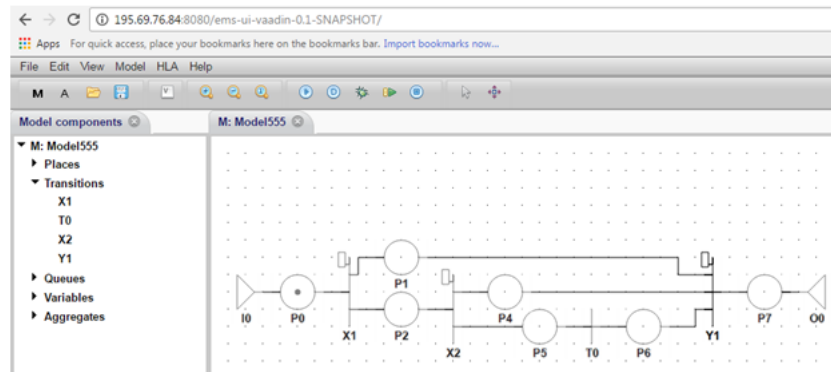 195.69.76.84:8080/ems-ui-vaadin-0.1-SNAPSHOT/
Apps For quick access, place your bookmarks here on the bookmarks bar. Import bookmarks now...
File Edit View Model HLA Help
M A V
Model components
M: Model555
M: Model555
Places
Transitions
X1
T0
X2
Y1
Queues
Variables
Aggregates
P1
I0 P0 X1 P2 P4 Y1 P7 O0
X2 P5 T0 P6